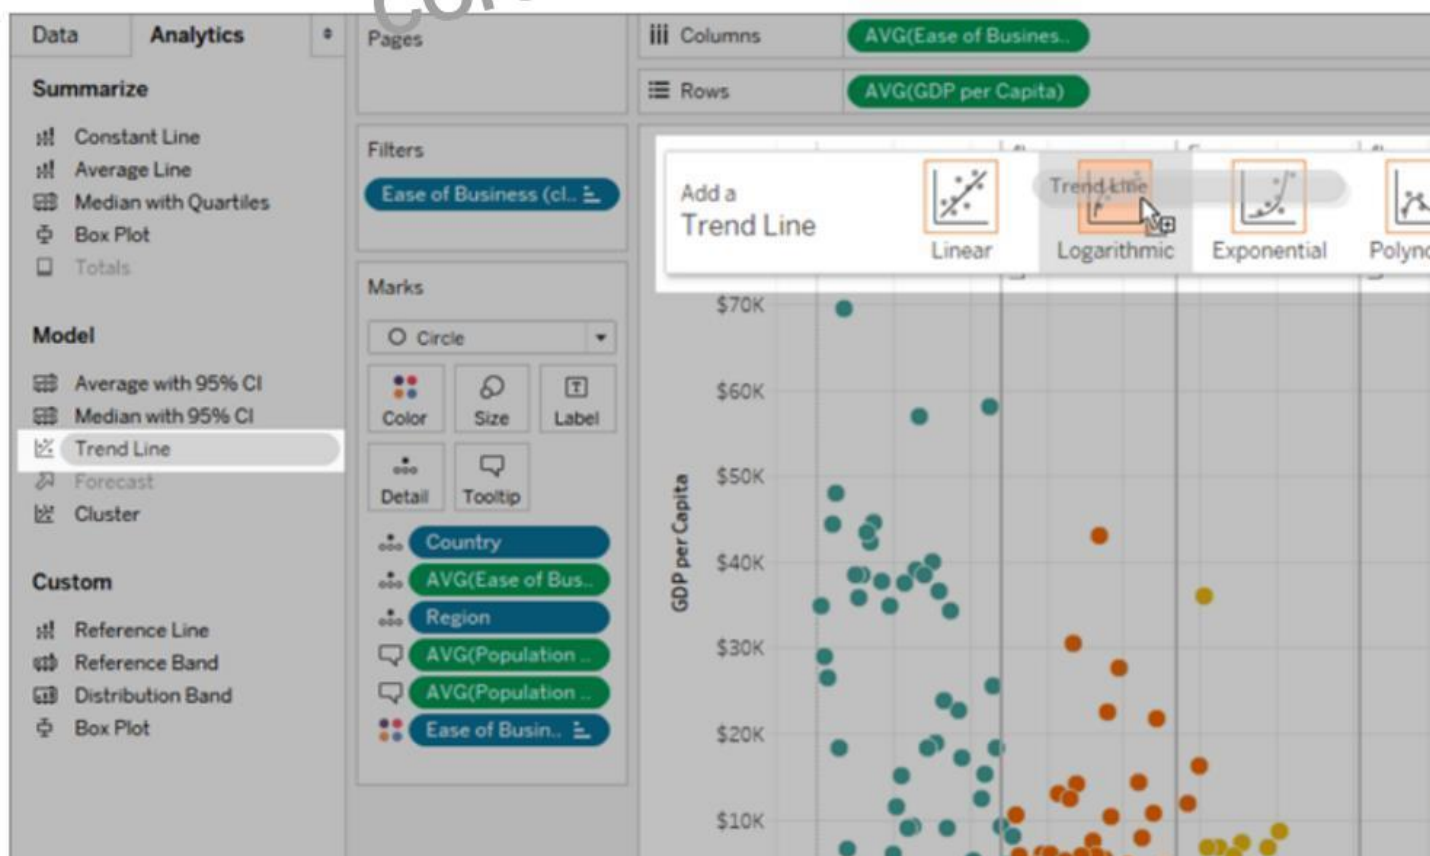 Data
Analytics
Summarize
Constant Line
Average Line
Median with Quartiles
Box Plot
Totals
Model
Average with 95% CI
Median with 95% CI
Trend Line
Forecast
Cluster
Custom
Reference Line
Reference Band
Distribution Band
Box Plot
Pages
Filters
Ease of Business (cl..
Marks
Circle
Color
Size
Label
Detail
Tooltip
Country
AVG(Ease of Bus..
Region
AVG(Population ..
AVG(Population ..
Ease of Busin..
Columns
AVG(Ease of Busines..
Rows
AVG(GDP per Capita)
Add a
Trend Line
Linear
Trend Line
Logarithmic
Exponential
GDP per Capita
$70K
$60K
$50K
$40K
$30K
$20K
$10K